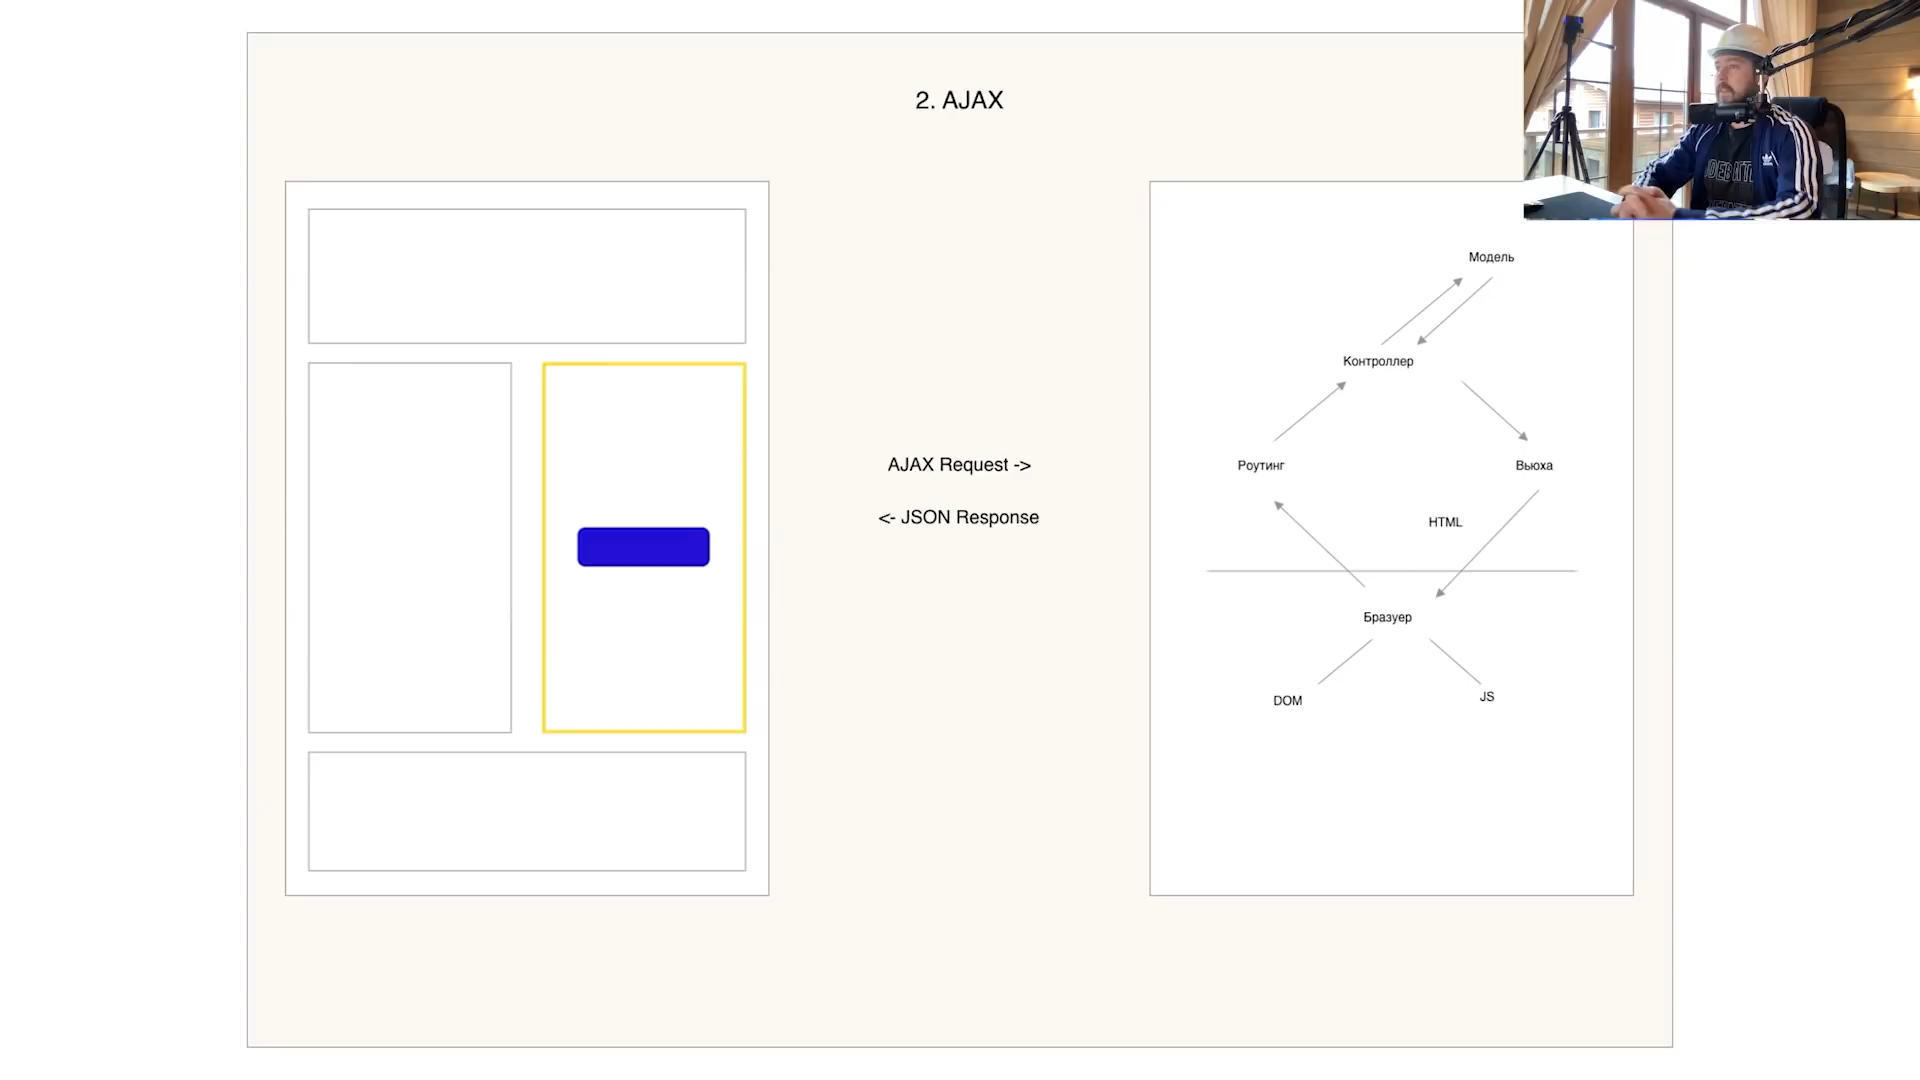 2. AJAX
AJAX Request ->
<- JSON Response
Модель
Контроллер
Роутинг
Вьюха
HTML
Бразуер
DOM
JS